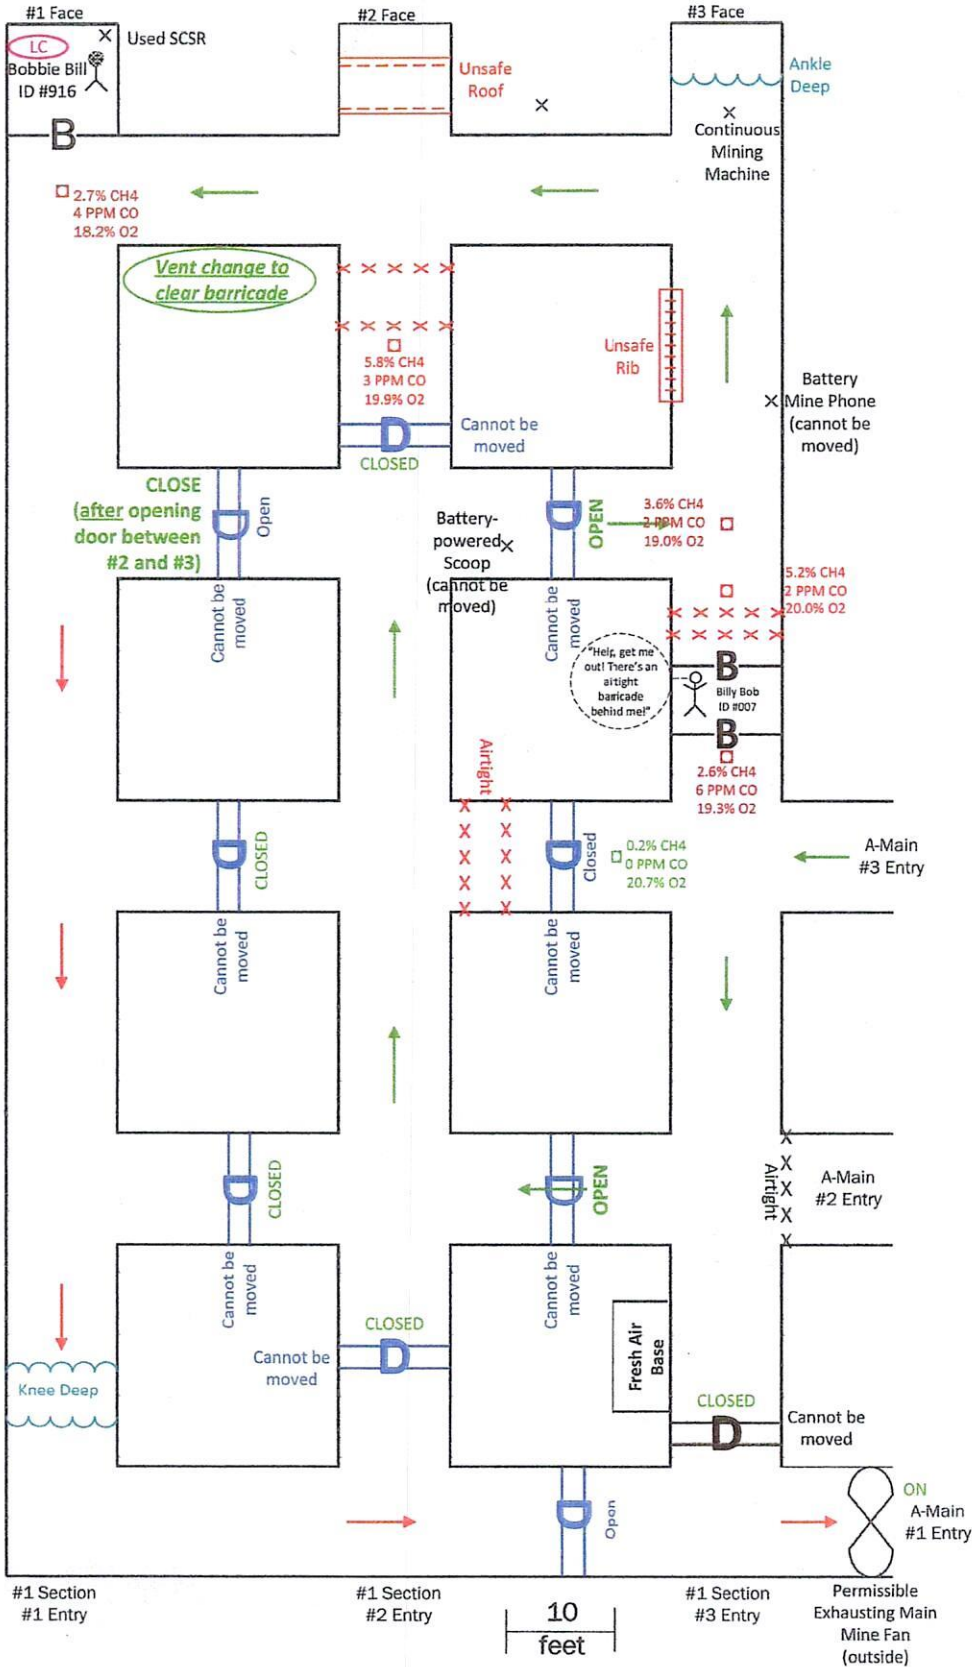 #1 Face
#2 Face
#3 Face
LC
X
Used SCSR
Bobbie Bill
ID #916
B
Unsafe
Roof
X
Ankle
Deep
X
Continuous
Mining
Machine
2.7% CH4
4 PPM CO
18.2% O2
Vent change to
clear barricade
X X X X X
X X X X X
5.8% CH4
3 PPM CO
19.9% O2
Unsafe
Rib
X
Battery
Mine Phone
(cannot be
moved)
D
CLOSED
Cannot be
moved
CLOSE
(after opening
door between
#2 and #3)
D
Open
Cannot be
moved
Battery-
powered X
Scoop
(cannot be
moved)
D
OPEN
Cannot be
moved
3.6% CH4
2 PPM CO
19.0% O2
5.2% CH4
2 PPM CO
20.0% O2
X X X X X
X X X X X
B
"Help, get me
out! There's an
airtight
barricade
behind me!"
Billy Bob
ID #007
B
2.6% CH4
6 PPM CO
19.3% O2
Airtight
X X
X X
X X
X X
X X
D
CLOSED
Cannot be
moved
D
Closed
Cannot be
moved
0.2% CH4
0 PPM CO
20.7% O2
A-Main
#3 Entry
D
CLOSED
Cannot be
moved
D
OPEN
Cannot be
moved
Airtight
X
X
X
X
X
A-Main
#2 Entry
CLOSED
D
Cannot be
moved
Fresh Air
Base
CLOSED
D
Cannot be
moved
Knee Deep
D
Open
ON
A-Main
#1 Entry
#1 Section
#1 Entry
#1 Section
#2 Entry
10
feet
#1 Section
#3 Entry
Permissible
Exhausting Main
Mine Fan
(outside)